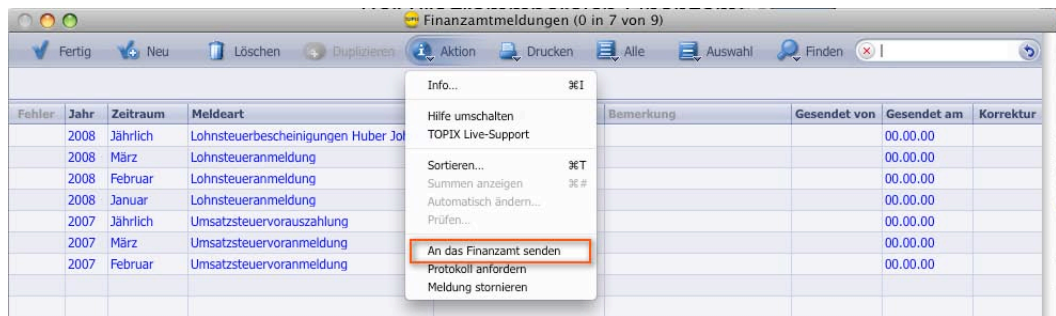 Finanzamtmeldungen (0 in 7 von 9)
Fertig Neu Löschen Duplizieren Aktion Drucken Alle Auswahl Finden
Info... ⌘I
Hilfe umschalten
TOPIX Live-Support
Sortieren... ⌘T
Summen anzeigen ⌘#
Automatisch ändern...
Prüfen...
An das Finanzamt senden
Protokoll anfordern
Meldung stornieren
Fehler Jahr Zeitraum Meldeart Bemerkung Gesendet von Gesendet am Korrektur
2008 Jährlich Lohnsteuerbescheinigungen Huber Joh 00.00.00
2008 März Lohnsteueranmeldung 00.00.00
2008 Februar Lohnsteueranmeldung 00.00.00
2008 Januar Lohnsteueranmeldung 00.00.00
2007 Jährlich Umsatzsteuervorauszahlung 00.00.00
2007 März Umsatzsteuervoranmeldung 00.00.00
2007 Februar Umsatzsteuervoranmeldung 00.00.00